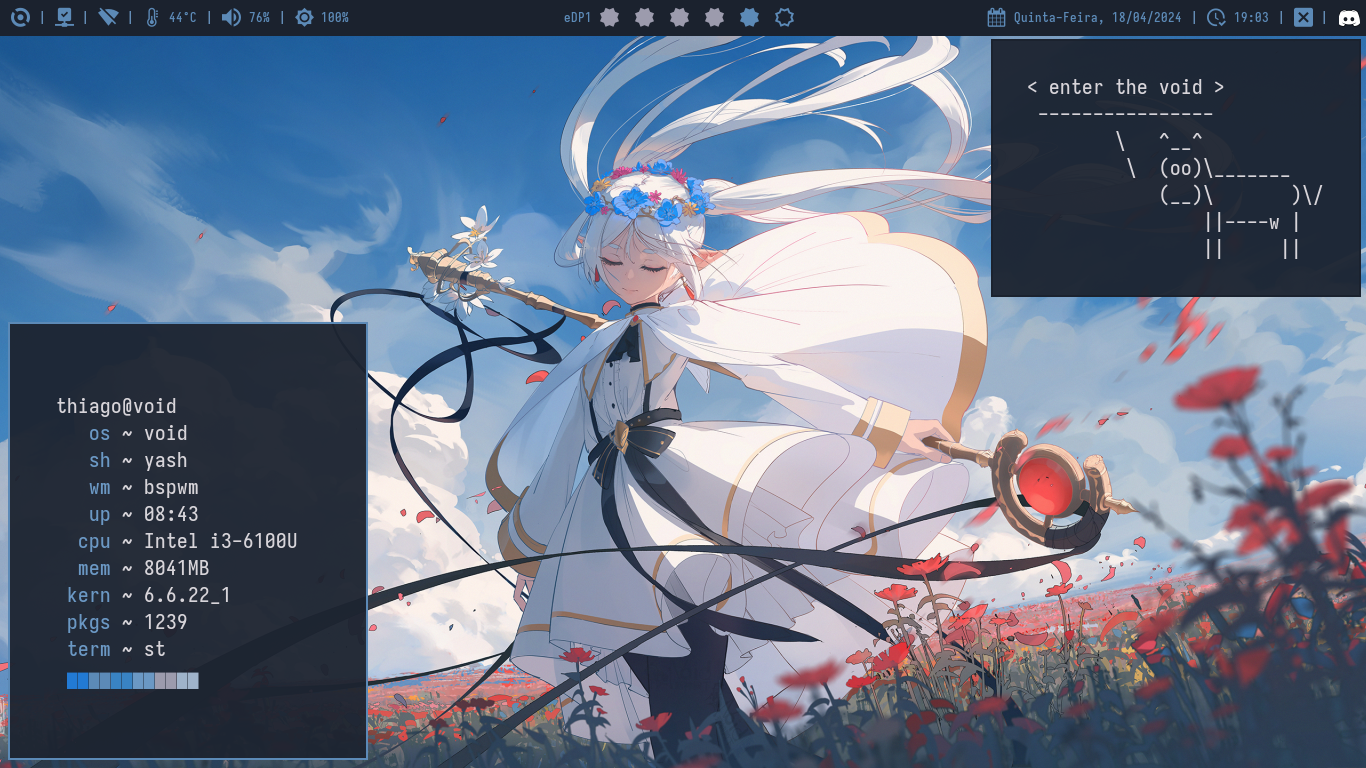 | | | 44°C | 76% | 100% eDP1 Quinta-Feira, 18/04/2024 | 19:03 | |
< enter the void >
 ----------------
        \   ^__^
         \  (oo)\_______
            (__)\       )\/
                ||----w |
                ||     ||
thiago@void
os ~ void
sh ~ yash
wm ~ bspwm
up ~ 08:43
cpu ~ Intel i3-6100U
mem ~ 8041MB
kern ~ 6.6.22_1
pkgs ~ 1239
term ~ st